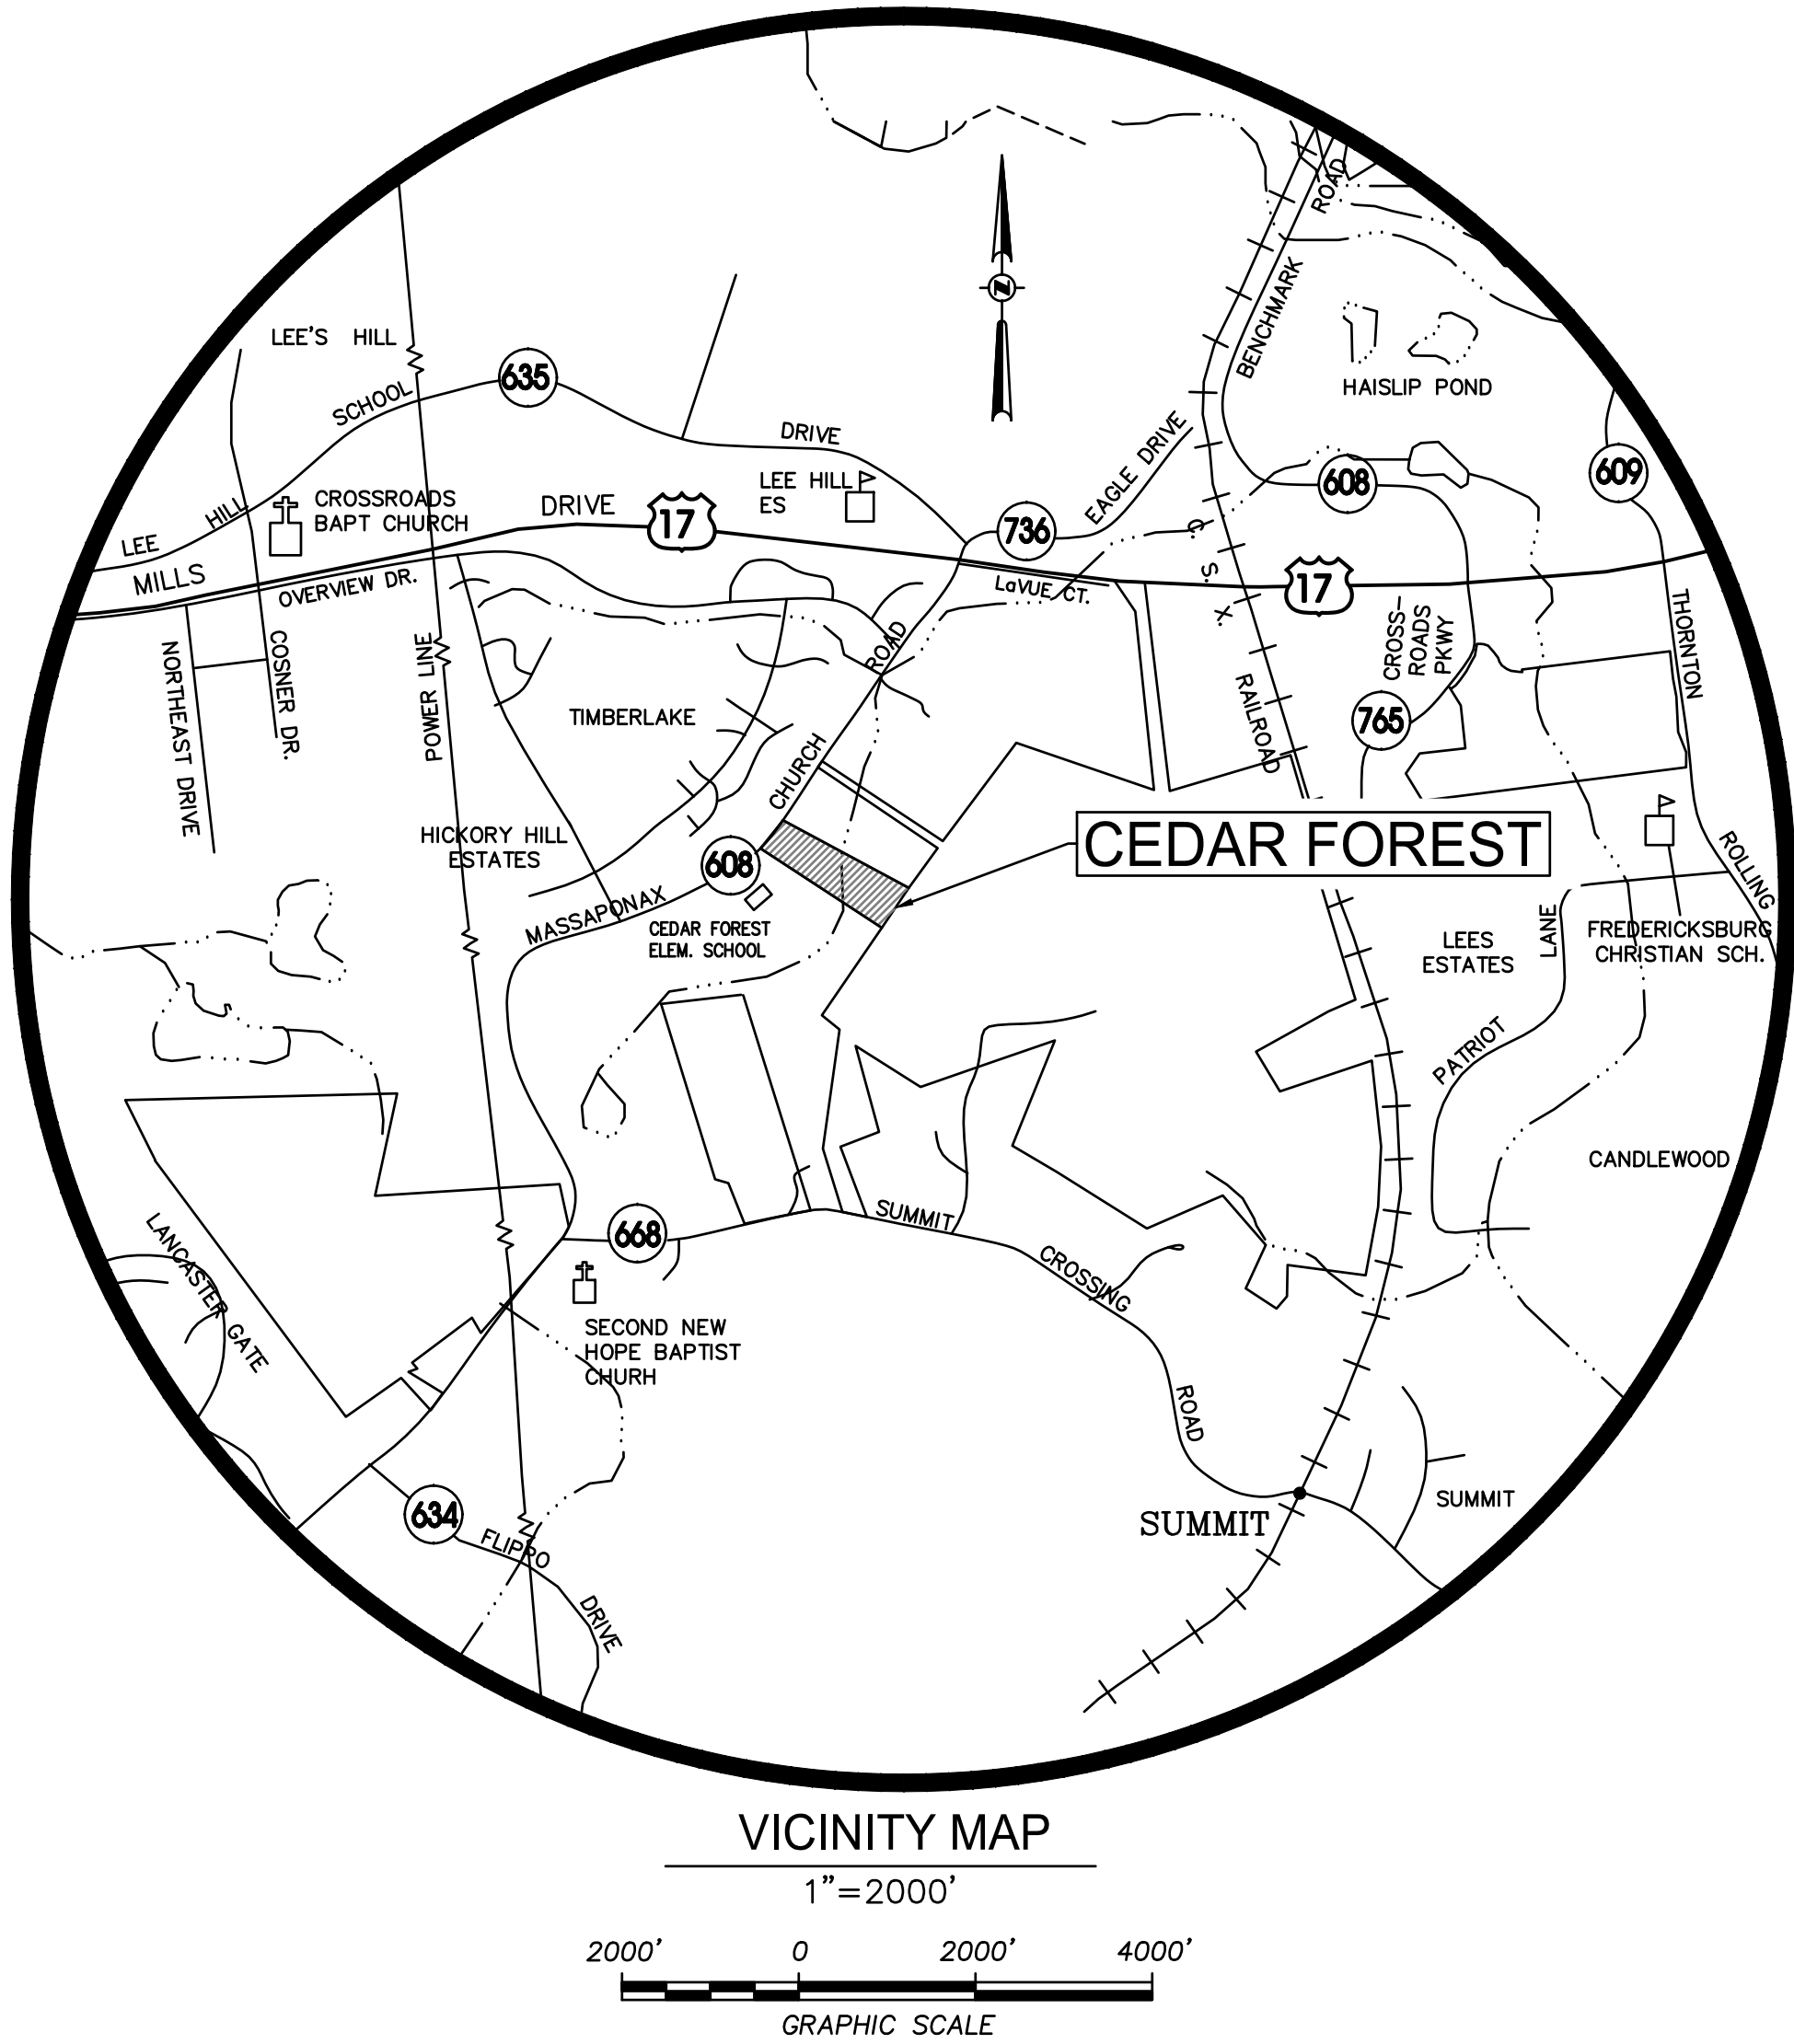 ROAD
BENCHMARK
N
LEE'S HILL
635
SCHOOL
DRIVE
HAISLIP POND
EAGLE DRIVE
LEE HILL
ES
608
609
CROSSROADS
BAPT CHURCH
DRIVE
17
736
LEE
HILL
MILLS
OVERVIEW DR.
LaVUE CT.
17
C. S. X. RAILROAD
CROSS-
ROADS
PKWY
THORNTON
ROLLING
NORTHEAST DRIVE
COSNER DR.
POWER LINE
ROAD
TIMBERLAKE
765
CHURCH
HICKORY HILL
ESTATES
608
CEDAR FOREST
MASSAPONAX
CEDAR FOREST
ELEM. SCHOOL
LEES
ESTATES
LANE
FREDERICKSBURG
CHRISTIAN SCH.
PATRIOT
CANDLEWOOD
LANCASTER GATE
668
SUMMIT
CROSSING
SECOND NEW
HOPE BAPTIST
CHURH
ROAD
SUMMIT
SUMMIT
634
FLIPPO
DRIVE
VICINITY MAP
1"=2000'
2000' 0 2000' 4000'
GRAPHIC SCALE